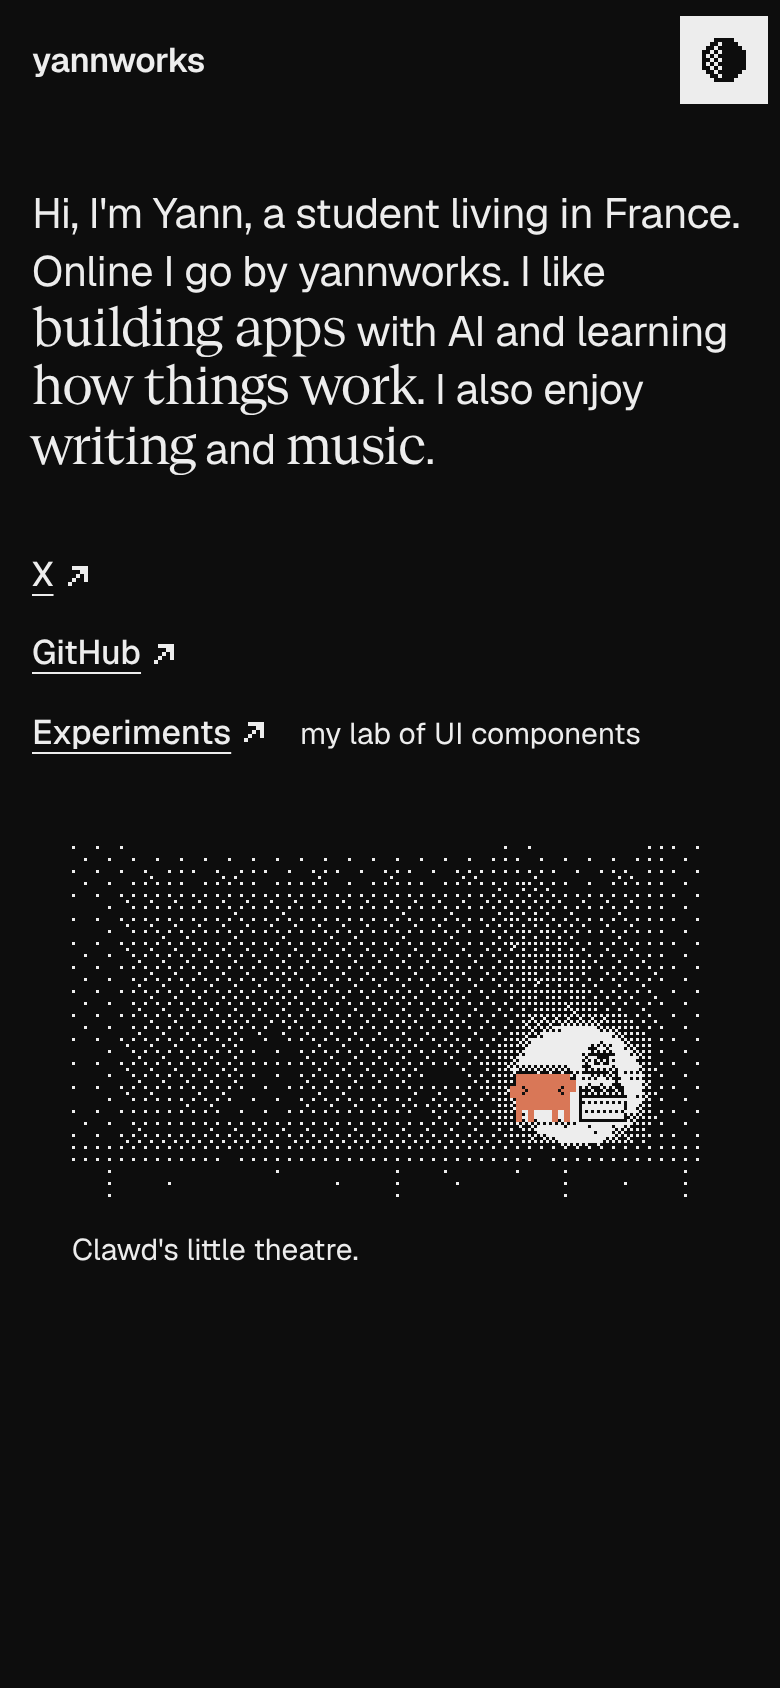 yannworks
Hi, I'm Yann, a student living in France.
Online I go by yannworks. I like
building apps with AI and learning
how things work. I also enjoy
writing and music.
X
GitHub
Experiments my lab of UI components
Clawd's little theatre.